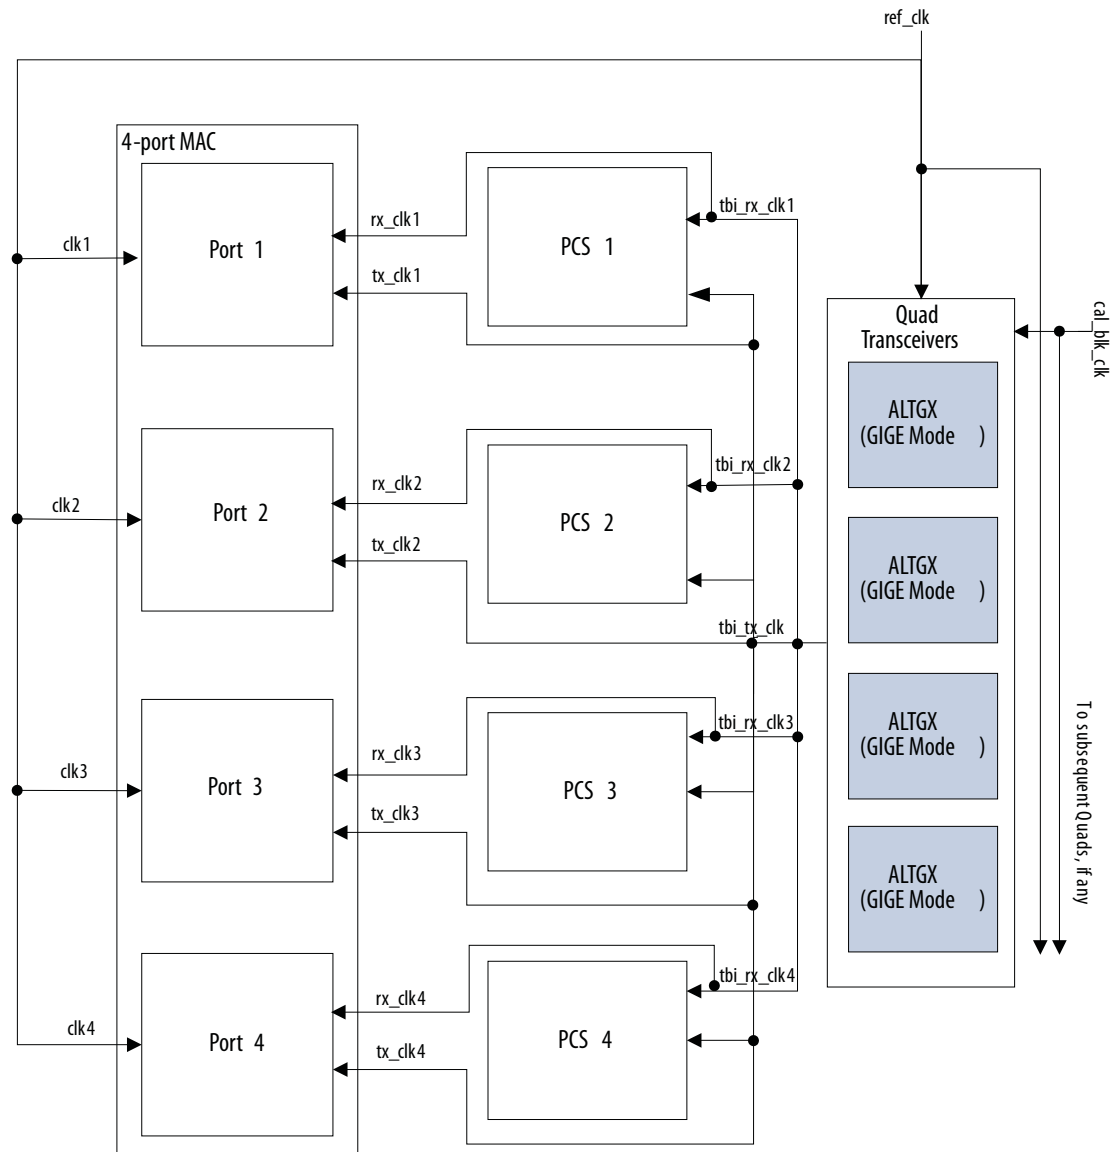 ref_clk
4-port MAC
Port 1
clk1
rx_clk1
tx_clk1
PCS 1
tbi_rx_clk1
Quad
Transceivers
cal_blk_clk
ALTGX
(GIGE Mode )
Port 2
clk2
rx_clk2
tx_clk2
PCS 2
tbi_rx_clk2
ALTGX
(GIGE Mode )
tbi_tx_clk
Port 3
clk3
rx_clk3
tx_clk3
PCS 3
tbi_rx_clk3
ALTGX
(GIGE Mode )
To subsequent Quads, if any
ALTGX
(GIGE Mode )
Port 4
clk4
rx_clk4
tx_clk4
PCS 4
tbi_rx_clk4